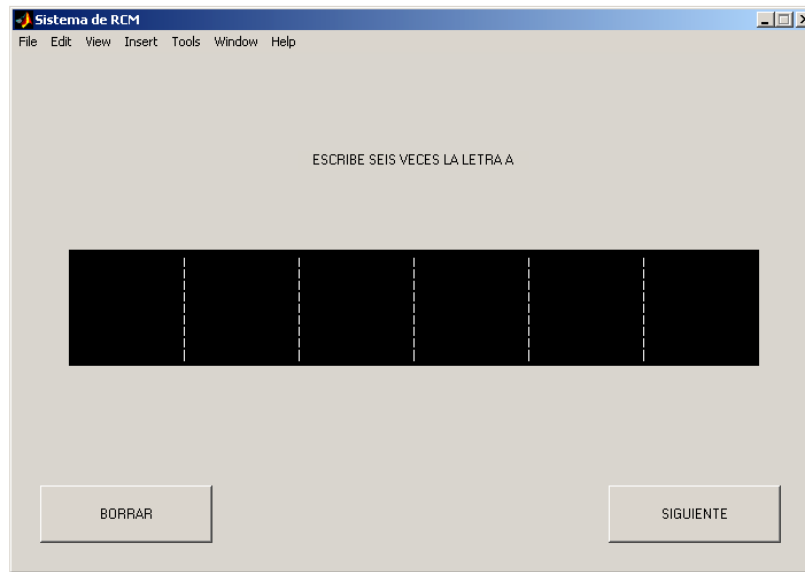 Sistema de RCM
File Edit View Insert Tools Window Help
ESCRIBE SEIS VECES LA LETRA A
BORRAR
SIGUIENTE